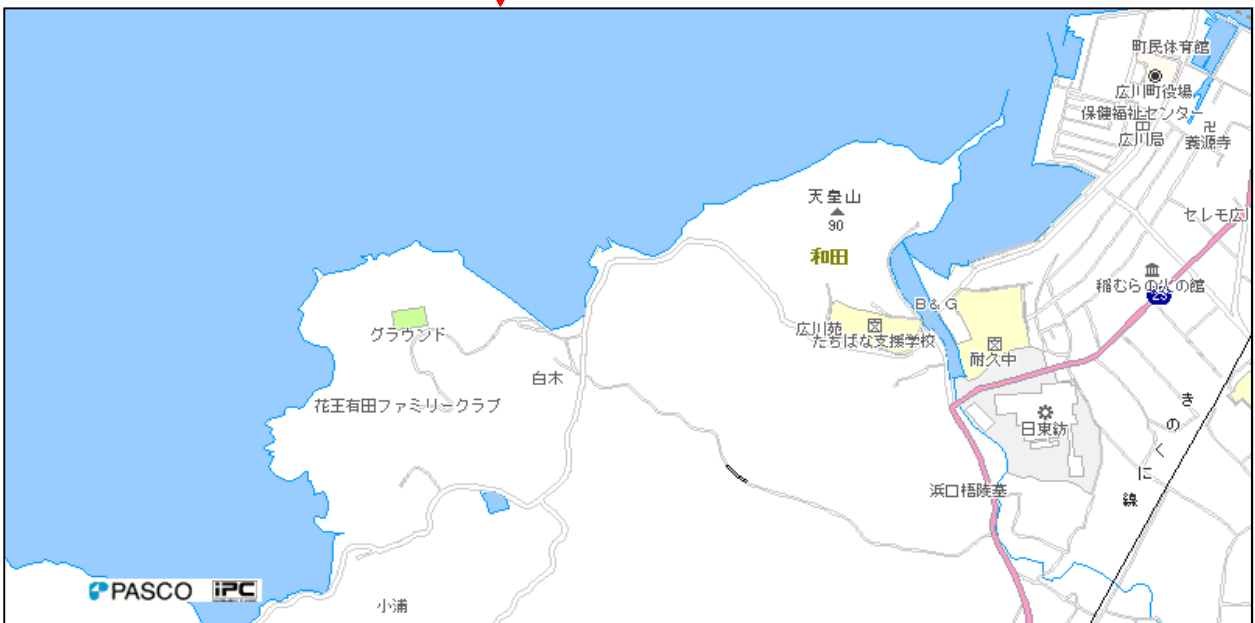 町民体育館
広川町役場
保健福祉センター
広川局
義源寺
天皇山
90
セレモ広川
和田
稲むらの火の館
23
B&G
広川苑
たちばな支援学校
耐久中
グラウンド
白木
花王有田ファミリークラブ
日東紡
きのくに線
浜口梧陵墓
PASCO iPC
小浦